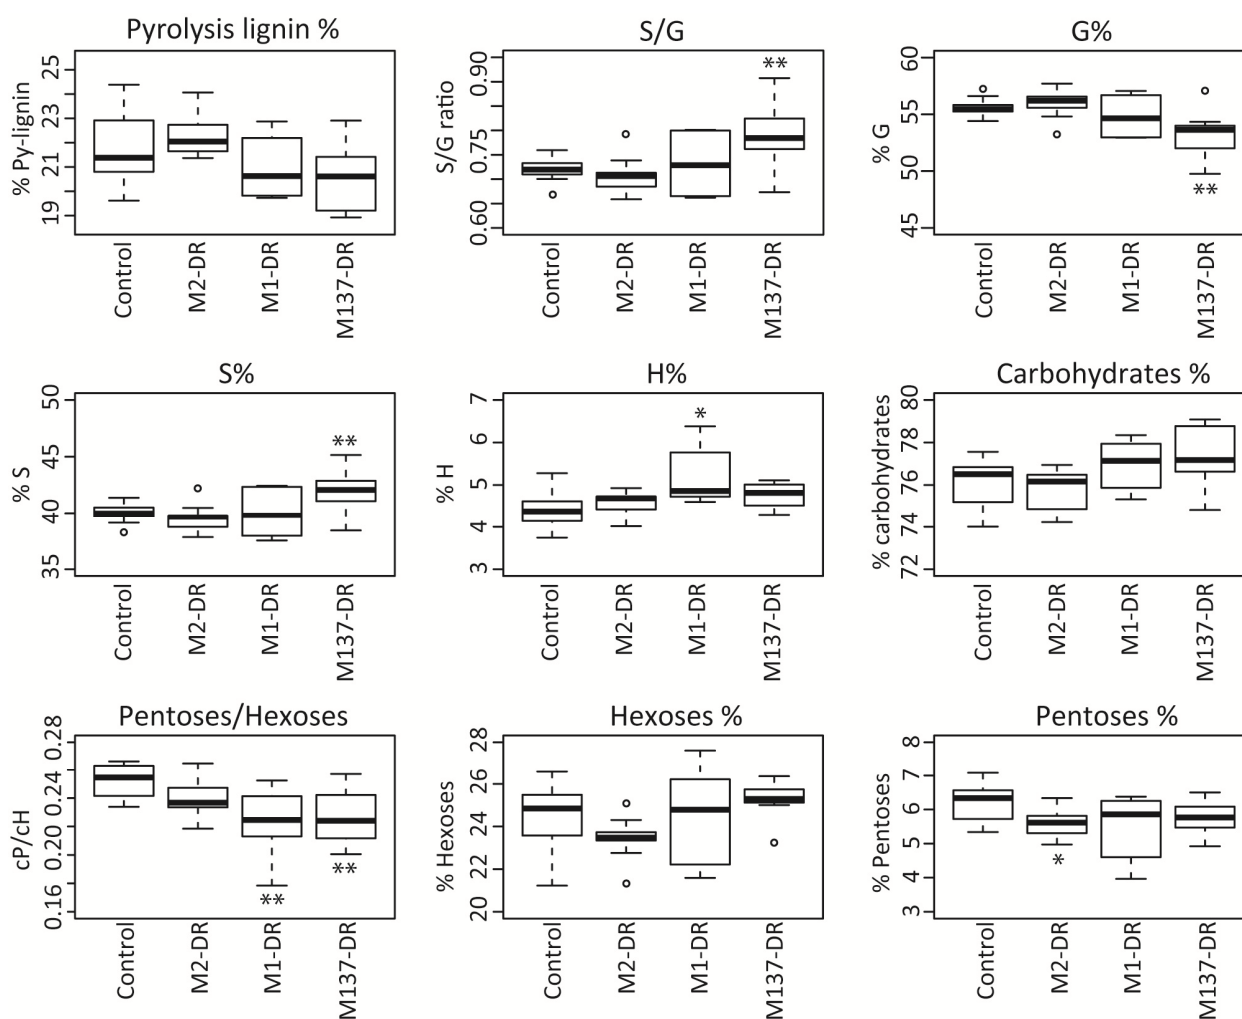 Pyrolysis lignin %
% Py-lignin
25
23
21
19
Control
M2-DR
M1-DR
M137-DR
S/G
S/G ratio
0.90
0.75
0.60
**
Control
M2-DR
M1-DR
M137-DR
G%
% G
60
55
50
45
**
Control
M2-DR
M1-DR
M137-DR
S%
% S
50
45
40
35
**
Control
M2-DR
M1-DR
M137-DR
H%
% H
7
6
5
4
3
*
Control
M2-DR
M1-DR
M137-DR
Carbohydrates %
% carbohydrates
80
78
76
74
72
Control
M2-DR
M1-DR
M137-DR
Pentoses/Hexoses
cP/cH
0.28
0.24
0.20
0.16
**
**
Control
M2-DR
M1-DR
M137-DR
Hexoses %
% Hexoses
28
26
24
22
20
Control
M2-DR
M1-DR
M137-DR
Pentoses %
% Pentoses
8
7
6
5
4
3
*
Control
M2-DR
M1-DR
M137-DR